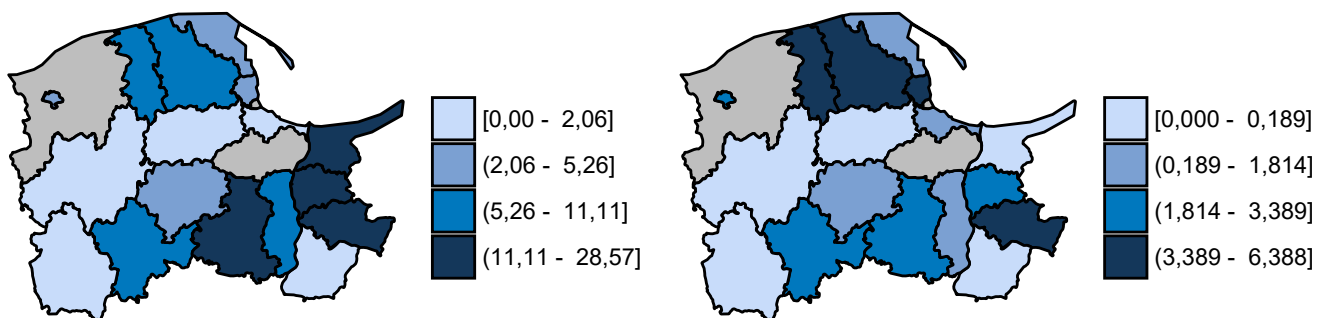 [0,00 - 2,06]
(2,06 - 5,26]
(5,26 - 11,11]
(11,11 - 28,57]
[0,000 - 0,189]
(0,189 - 1,814]
(1,814 - 3,389]
(3,389 - 6,388]